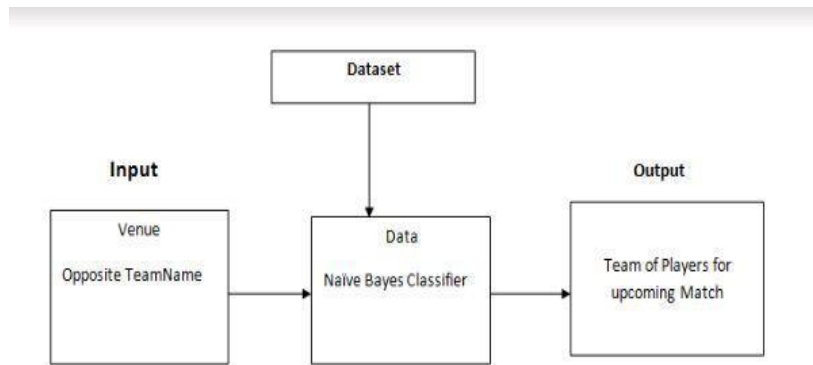 Dataset
Input
Output
Venue
Opposite TeamName
Data
Naïve Bayes Classifier
Team of Players for
upcoming Match